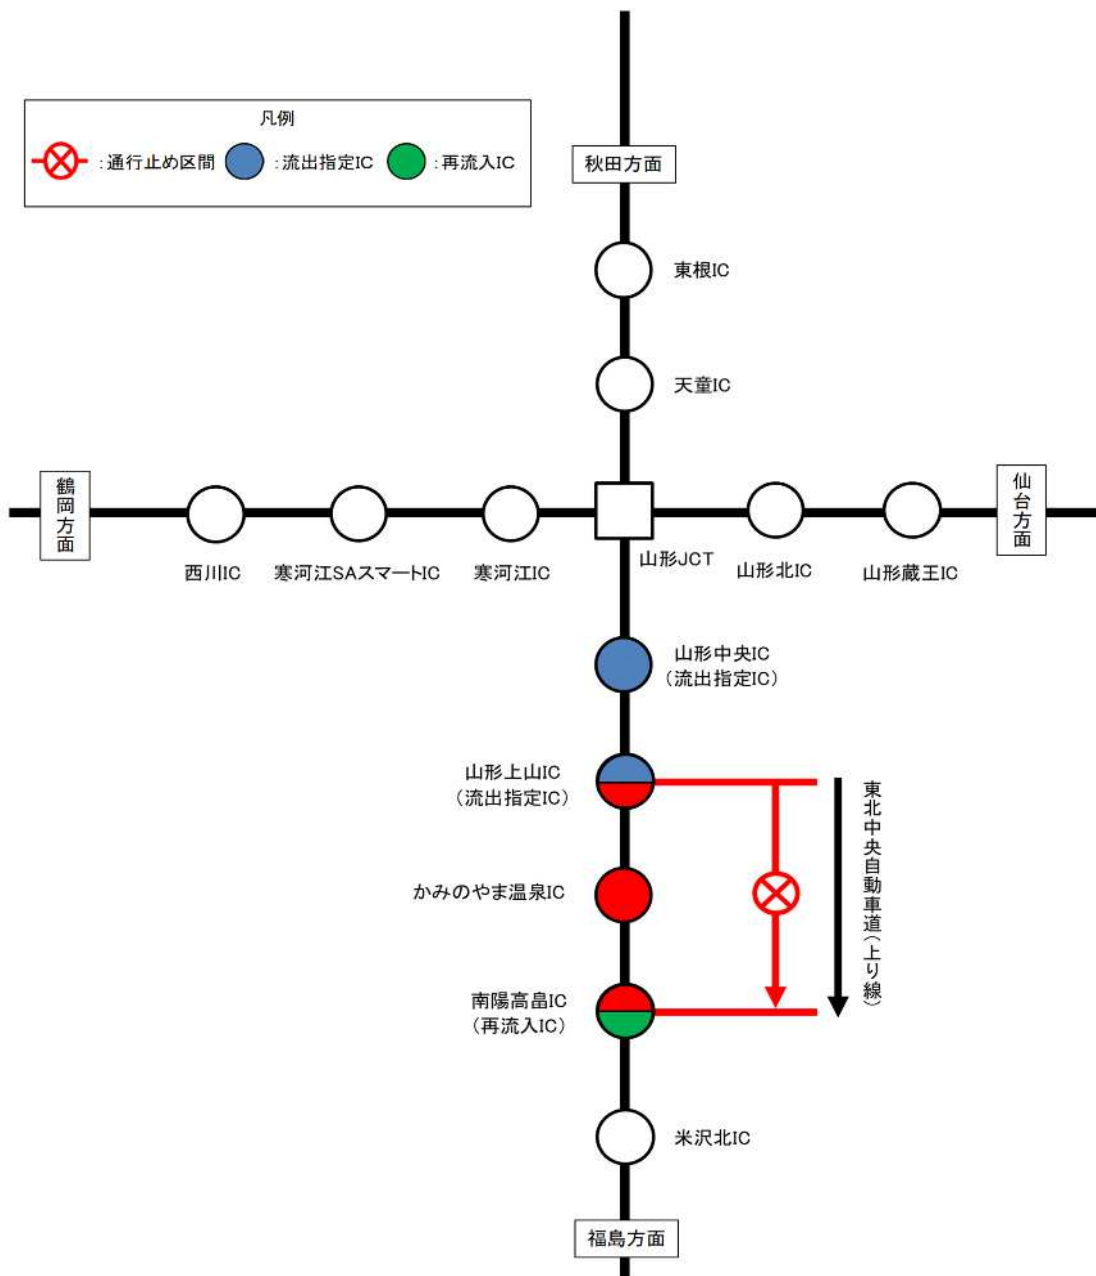 凡例
:通行止め区間
:流出指定IC
:再流入IC
秋田方面
東根IC
天童IC
鶴岡方面
仙台方面
西川IC
寒河江SAスマートIC
寒河江IC
山形JCT
山形北IC
山形蔵王IC
山形中央IC
(流出指定IC)
山形上山IC
(流出指定IC)
かみのやま温泉IC
東北中央自動車道(上り線)
南陽高畠IC
(再流入IC)
米沢北IC
福島方面